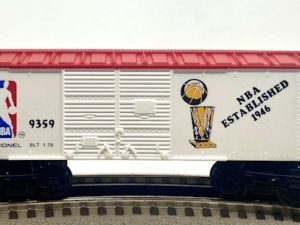 NBA
9359
LIONEL BLT 1-79
NBA
ESTABLISHED
1946